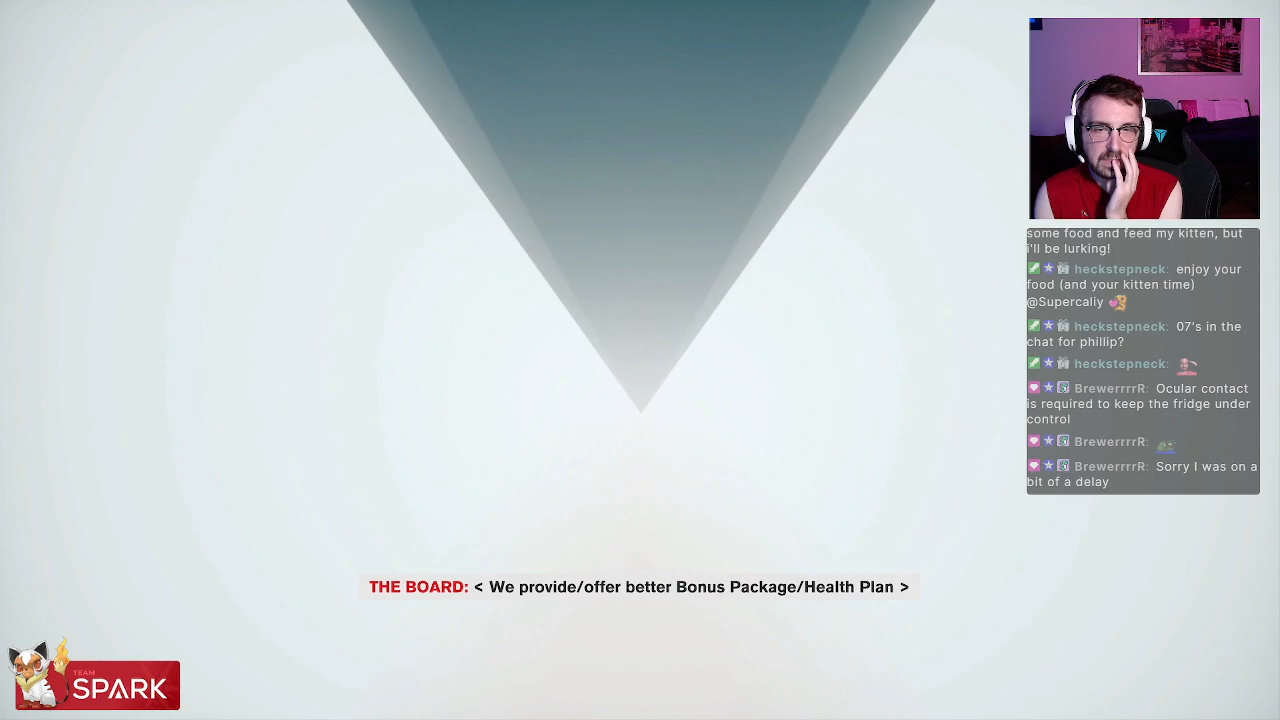 some food and feed my kitten, but
i'll be lurking!
heckstepneck: enjoy your
food (and your kitten time)
@Supercaliy
heckstepneck: 07's in the
chat for phillip?
heckstepneck:
BrewerrrrR: Ocular contact
is required to keep the fridge under
control
BrewerrrrR:
BrewerrrrR: Sorry I was on a
bit of a delay
THE BOARD: < We provide/offer better Bonus Package/Health Plan >
TEAM
SPARK